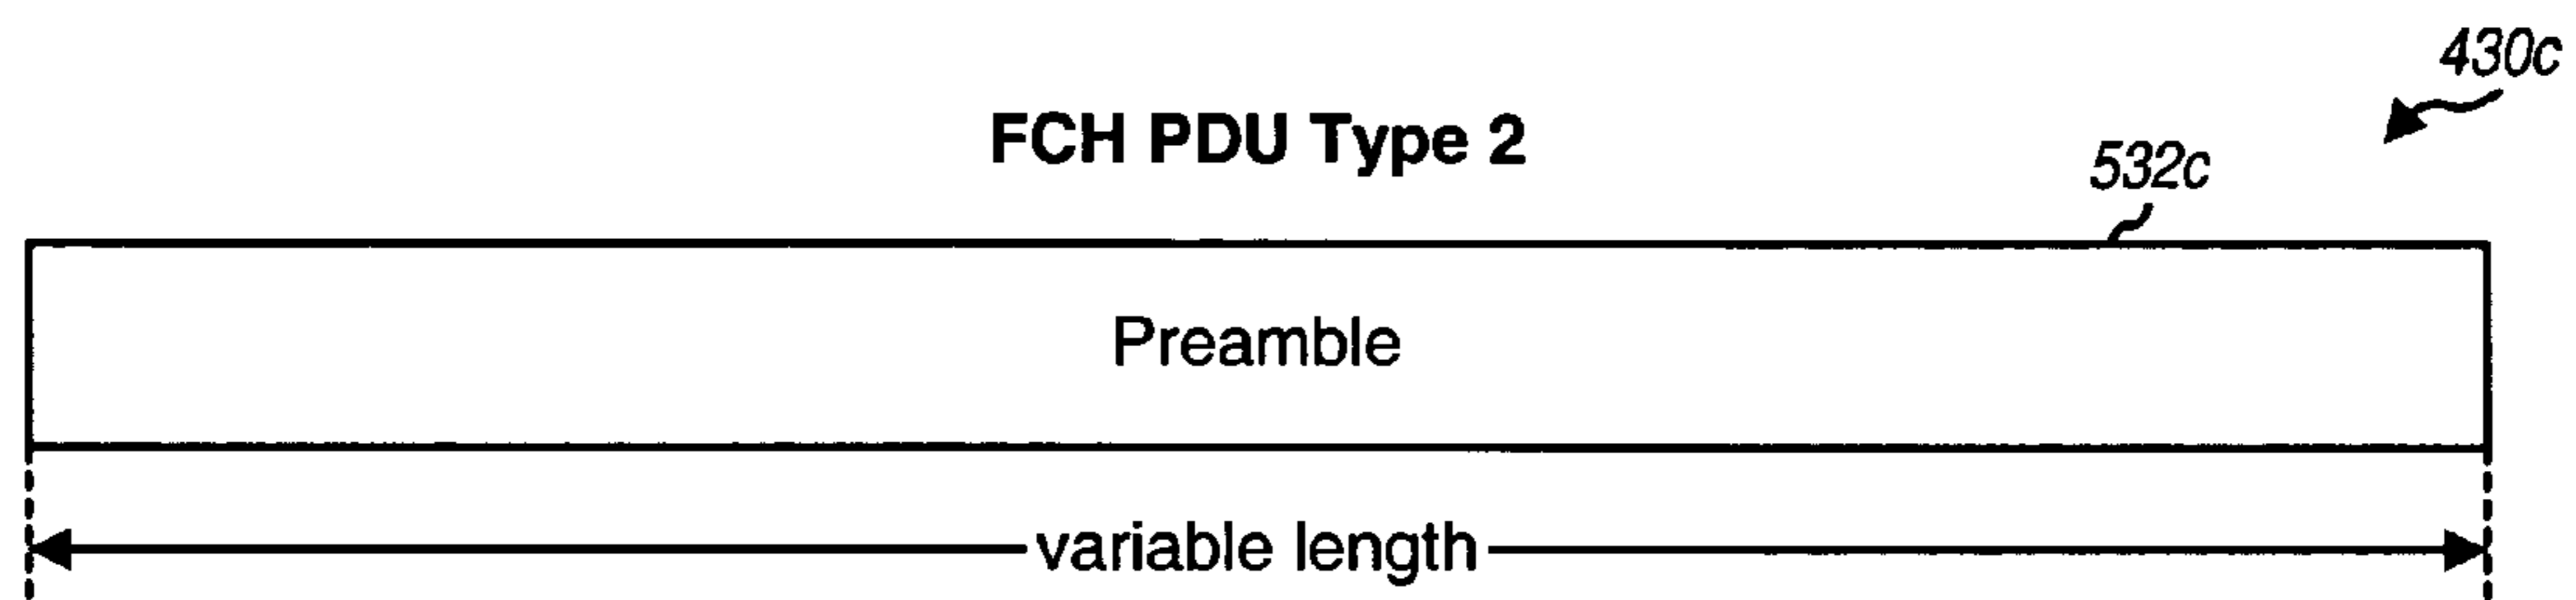 430c
FCH PDU Type 2
532c
Preamble
variable length